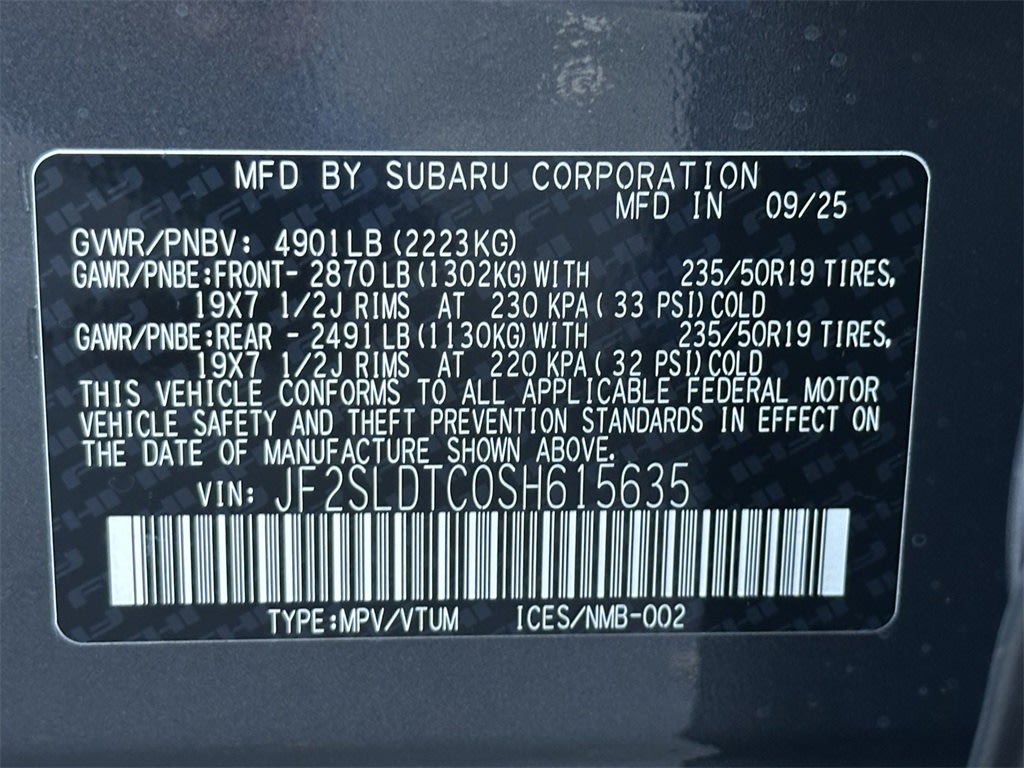 MFD BY SUBARU CORPORATION
MFD IN 09/25
GVWR/PNBV: 4901LB(2223KG)
GAWR/PNBE:FRONT- 2870LB(1302KG)WITH 235/50R19 TIRES,
19X7 1/2J RIMS AT 230 KPA( 33 PSI)COLD
GAWR/PNBE:REAR - 2491LB(1130KG)WITH 235/50R19 TIRES,
19X7 1/2J RIMS AT 220 KPA( 32 PSI)COLD
THIS VEHICLE CONFORMS TO ALL APPLICABLE FEDERAL MOTOR
VEHICLE SAFETY AND THEFT PREVENTION STANDARDS IN EFFECT ON
THE DATE OF MANUFACTURE SHOWN ABOVE.
VIN: JF2SLDTC0SH615635
TYPE:MPV/VTUM ICES/NMB-002